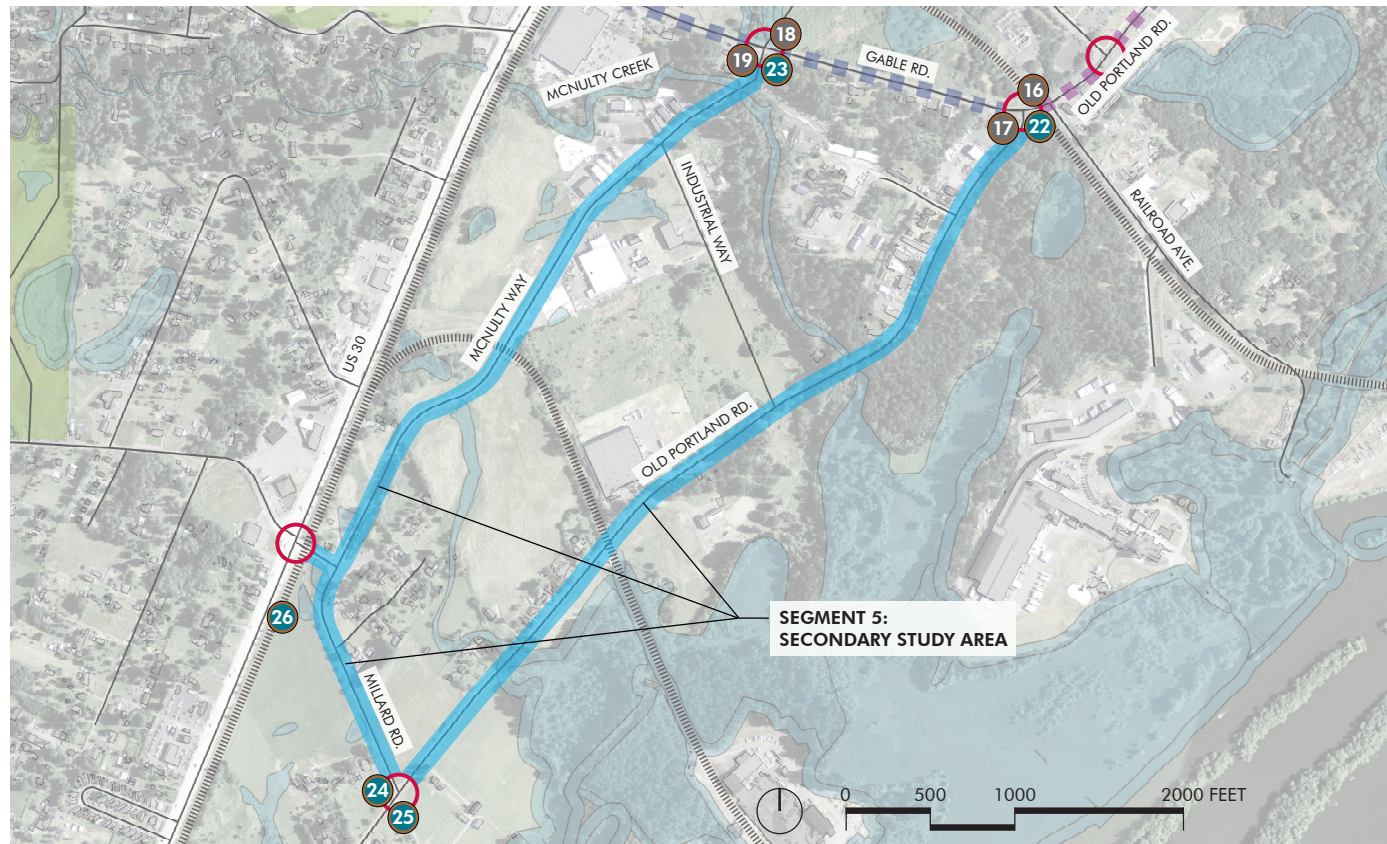 18
19
23
MCNULTY CREEK
GABLE RD.
OLD PORTLAND RD.
16
17
22
INDUSTRIAL WAY
RAILROAD AVE.
US 30
MCNULTY WAY
OLD PORTLAND RD.
26
SEGMENT 5:
SECONDARY STUDY AREA
MILLARD RD.
24
25
0 500 1000 2000 FEET